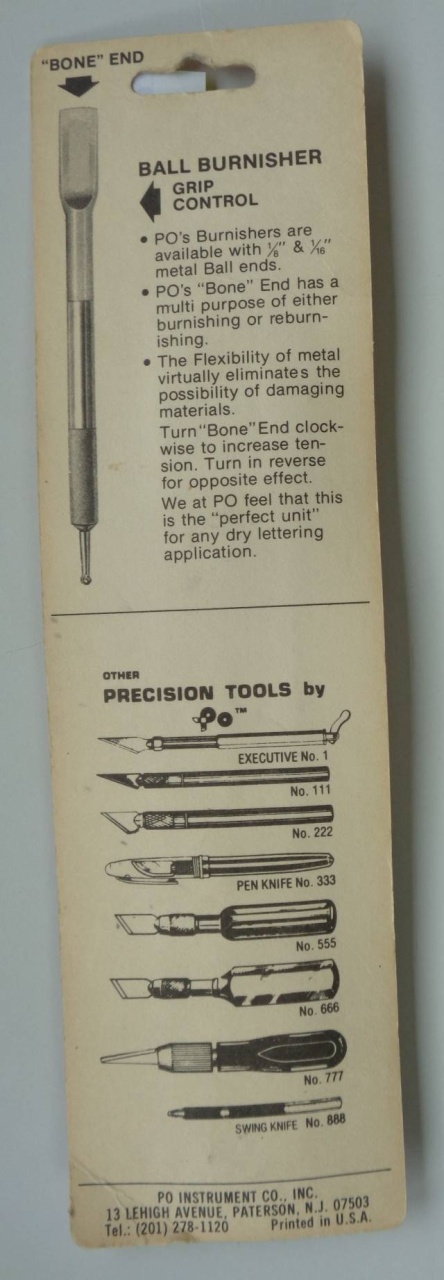 "BONE" END
BALL BURNISHER
GRIP
CONTROL
• PO's Burnishers are
available with ⅛" & 1/16"
metal Ball ends.
• PO's "Bone" End has a
multi purpose of either
burnishing or reburn-
ishing.
• The Flexibility of metal
virtually eliminates the
possibility of damaging
materials.
Turn "Bone" End clock-
wise to increase ten-
sion. Turn in reverse
for opposite effect.
We at PO feel that this
is the "perfect unit"
for any dry lettering
application.
OTHER
PRECISION TOOLS by
TM
EXECUTIVE No. 1
No. 111
No. 222
PEN KNIFE No. 333
No. 555
No. 666
No. 777
SWING KNIFE No. 888
PO INSTRUMENT CO., INC.
13 LEHIGH AVENUE, PATERSON, N.J. 07503
Tel.: (201) 278-1120 Printed in U.S.A.